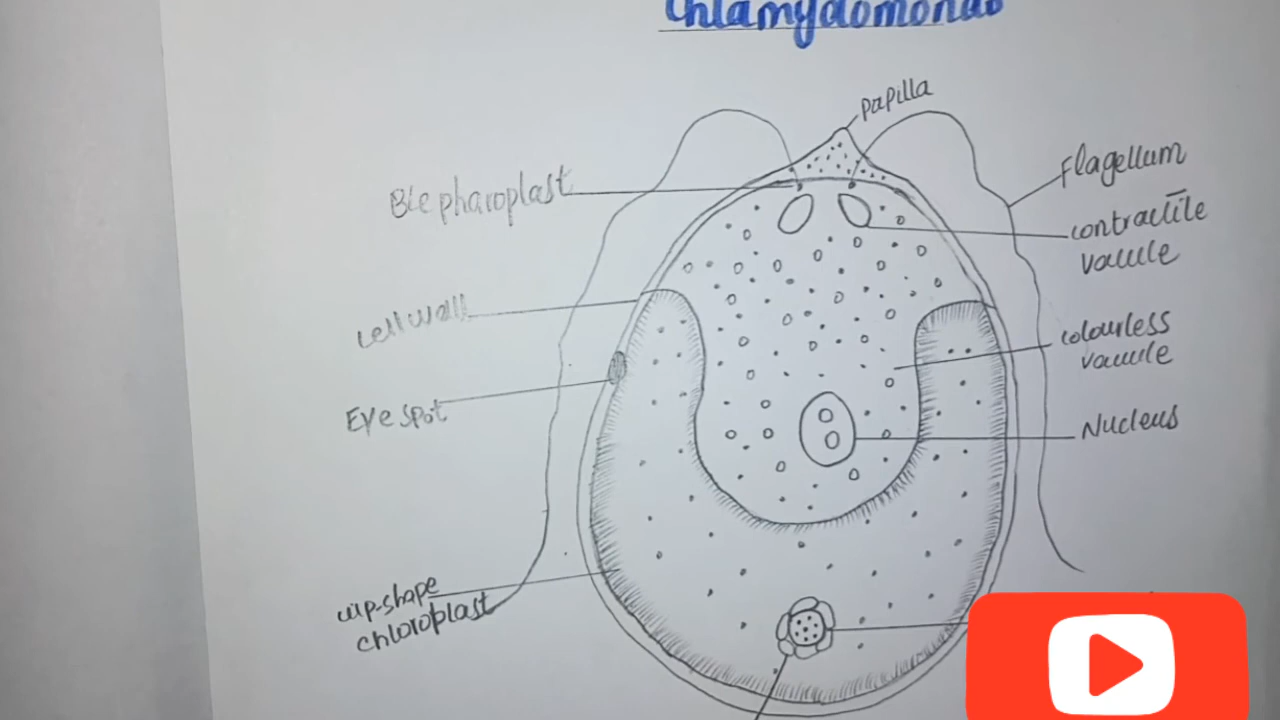 Chlamydomonas
Papilla
Flagellum
Blepharoplast
contractile
vacuole
cell wall
colourless
vacuole
Eye spot
Nucleus
cup-shape
chloroplast